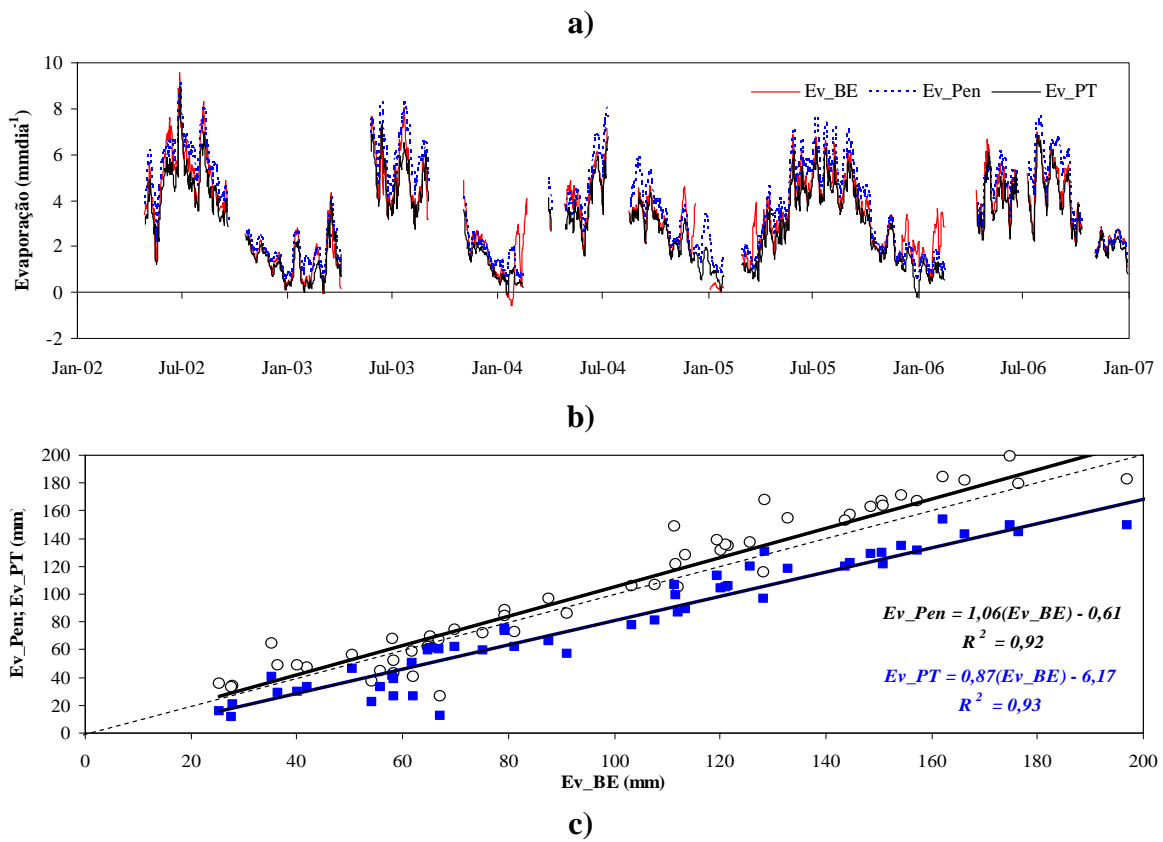 a)
Evaporação (mmdia-1)
10
8
6
4
2
0
-2
Ev_BE Ev_Pen Ev_PT
Jan-02 Jul-02 Jan-03 Jul-03 Jan-04 Jul-04 Jan-05 Jul-05 Jan-06 Jul-06 Jan-07
b)
Ev_Pen; Ev_PT (mm)
200
180
160
140
120
100
80
60
40
20
0
Ev_Pen = 1,06(Ev_BE) - 0,61
R² = 0,92
Ev_PT = 0,87(Ev_BE) - 6,17
R² = 0,93
0 20 40 60 80 100 120 140 160 180 200
Ev_BE (mm)
c)